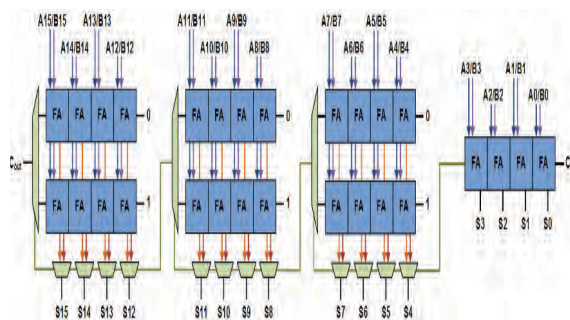 A15/B15 A13/B13
A14/B14 A12/B12
A11/B11 A9/B9
A10/B10 A8/B8
A7/B7 A5/B5
A6/B6 A4/B4
A3/B3 A1/B1
A2/B2 A0/B0
FA FA FA FA 0
FA FA FA FA 0
FA FA FA FA 0
FA FA FA FA C
Cout
FA FA FA FA 1
FA FA FA FA 1
FA FA FA FA 1
S3 S2 S1 S0
S15 S14 S13 S12
S11 S10 S9 S8
S7 S6 S5 S4